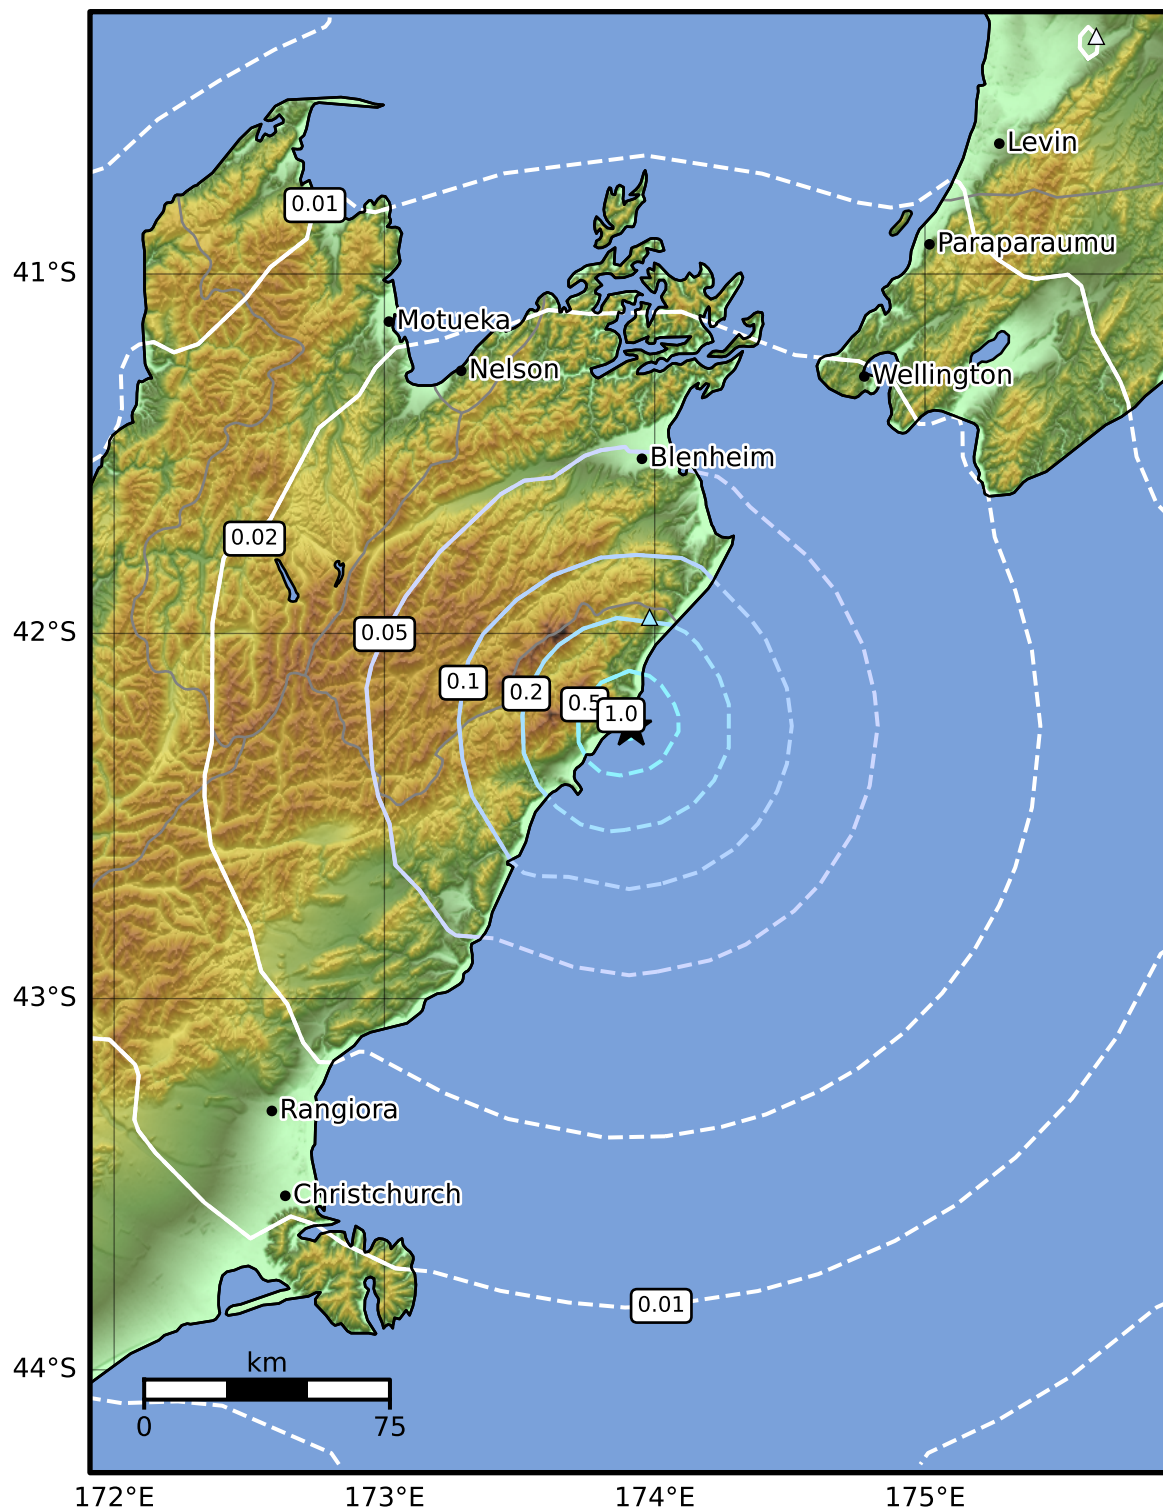 Levin
0.01
Paraparaumu
41°S
Motueka
Nelson
Wellington
Blenheim
0.02
42°S
0.05
0.1
0.2
0.5
1.0
43°S
Rangiora
Christchurch
0.01
44°S
km
0 75
172°E 173°E 174°E 175°E